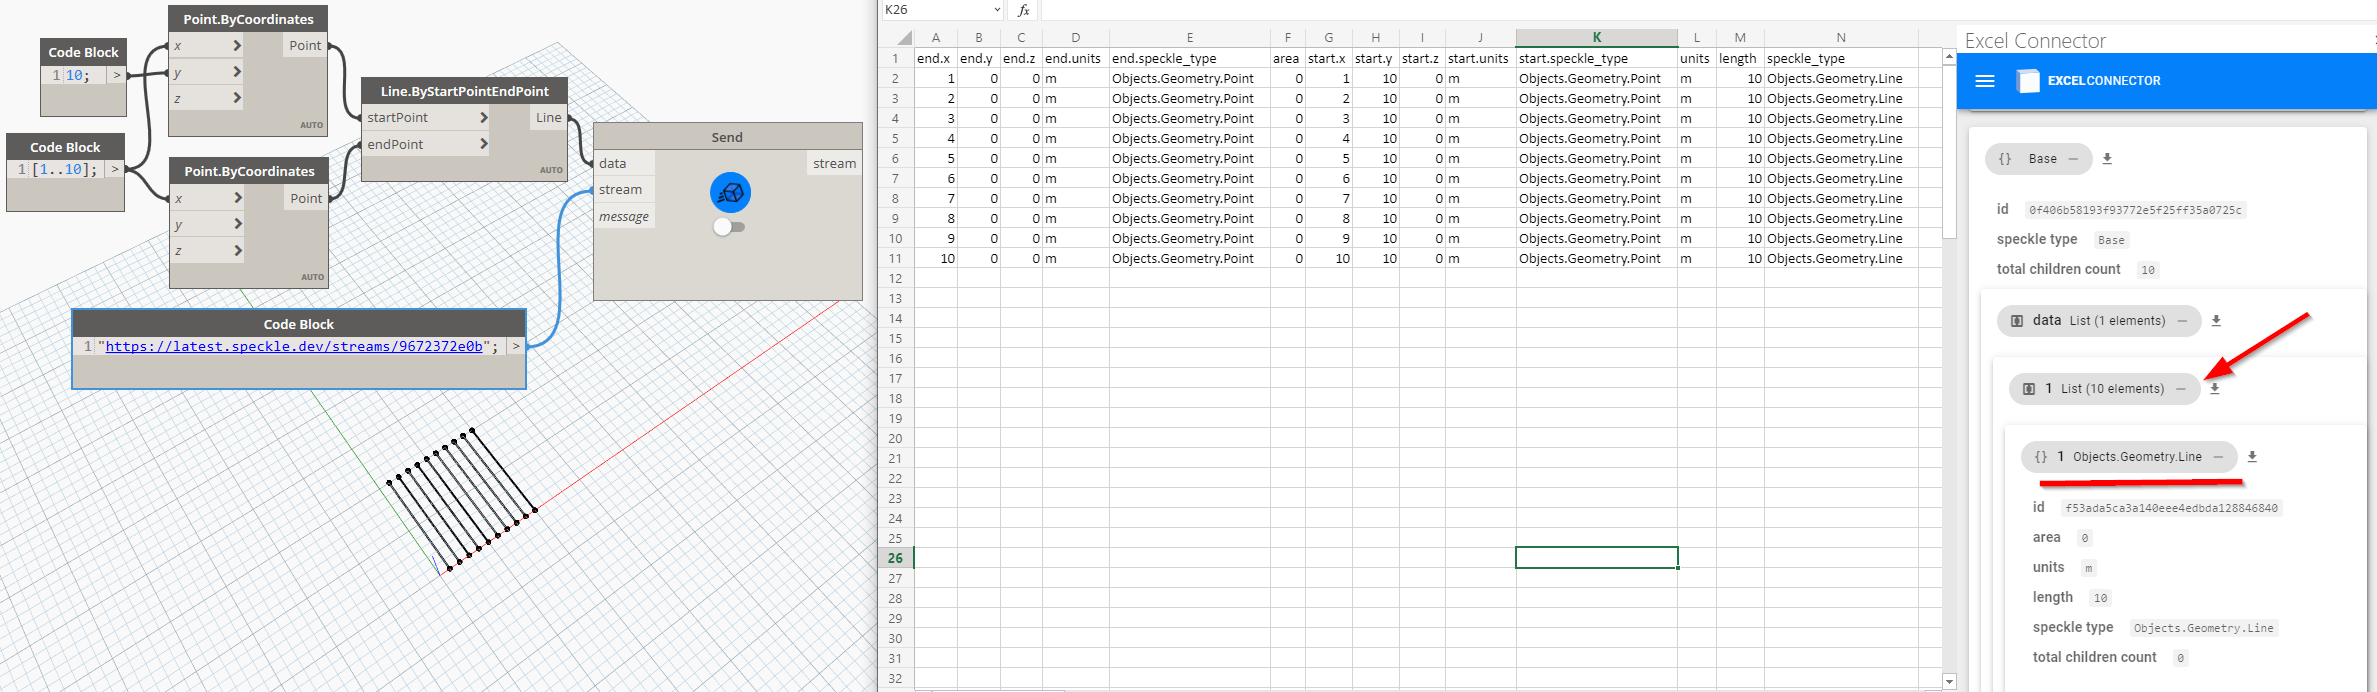 Code Block
1 10; >
Code Block
1 [1..10]; >
Point.ByCoordinates
x > Point
y >
z >
AUTO
Point.ByCoordinates
x > Point
y >
z >
AUTO
Line.ByStartPointEndPoint
startPoint > Line
endPoint >
AUTO
Send
data stream
stream
message
Code Block
1 "https://latest.speckle.dev/streams/9672372e0b"; >
K26 fx
A B C D E F G H I J K L M N
1 end.x end.y end.z end.units end.speckle_type area start.x start.y start.z start.units start.speckle_type units length speckle_type
2 1 0 0 m Objects.Geometry.Point 0 1 10 0 m Objects.Geometry.Point m 10 Objects.Geometry.Line
3 2 0 0 m Objects.Geometry.Point 0 2 10 0 m Objects.Geometry.Point m 10 Objects.Geometry.Line
4 3 0 0 m Objects.Geometry.Point 0 3 10 0 m Objects.Geometry.Point m 10 Objects.Geometry.Line
5 4 0 0 m Objects.Geometry.Point 0 4 10 0 m Objects.Geometry.Point m 10 Objects.Geometry.Line
6 5 0 0 m Objects.Geometry.Point 0 5 10 0 m Objects.Geometry.Point m 10 Objects.Geometry.Line
7 6 0 0 m Objects.Geometry.Point 0 6 10 0 m Objects.Geometry.Point m 10 Objects.Geometry.Line
8 7 0 0 m Objects.Geometry.Point 0 7 10 0 m Objects.Geometry.Point m 10 Objects.Geometry.Line
9 8 0 0 m Objects.Geometry.Point 0 8 10 0 m Objects.Geometry.Point m 10 Objects.Geometry.Line
10 9 0 0 m Objects.Geometry.Point 0 9 10 0 m Objects.Geometry.Point m 10 Objects.Geometry.Line
11 10 0 0 m Objects.Geometry.Point 0 10 10 0 m Objects.Geometry.Point m 10 Objects.Geometry.Line
12
13
14
15
16
17
18
19
20
21
22
23
24
25
26
27
28
29
30
31
32
Excel Connector
EXCELCONNECTOR
{} Base —
id 0f406b58193f93772e5f25ff35a0725c
speckle type Base
total children count 10
data List (1 elements) —
1 List (10 elements) —
{} 1 Objects.Geometry.Line —
id f53ada5ca3a140eee4edbda128846840
area 0
units m
length 10
speckle type Objects.Geometry.Line
total children count 0